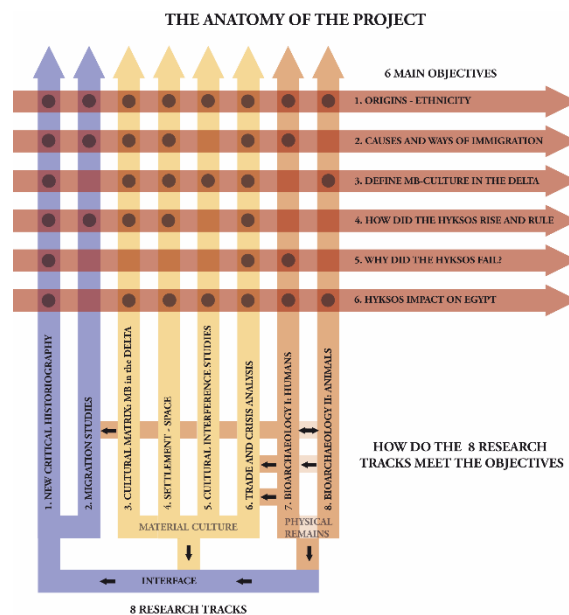 THE ANATOMY OF THE PROJECT
6 MAIN OBJECTIVES
1. ORIGINS - ETHNICITY
2. CAUSES AND WAYS OF IMMIGRATION
3. DEFINE MB-CULTURE IN THE DELTA
4. HOW DID THE HYKSOS RISE AND RULE
5. WHY DID THE HYKSOS FAIL?
6. HYKSOS IMPACT ON EGYPT
1. NEW CRITICAL HISTORIOGRAPHY
2. MIGRATION STUDIES
3. CULTURAL MATRIX: MB in the DELTA
4. SETTLEMENT - SPACE
5. CULTURAL INTERFERENCE STUDIES
6. TRADE AND CRISIS ANALYSIS
7. BIOARCHAEOLOGY I: HUMANS
8. BIOARCHAEOLOGY II: ANIMALS
HOW DO THE 8 RESEARCH
TRACKS MEET THE OBJECTIVES
MATERIAL CULTURE
PHYSICAL
REMAINS
INTERFACE
8 RESEARCH TRACKS